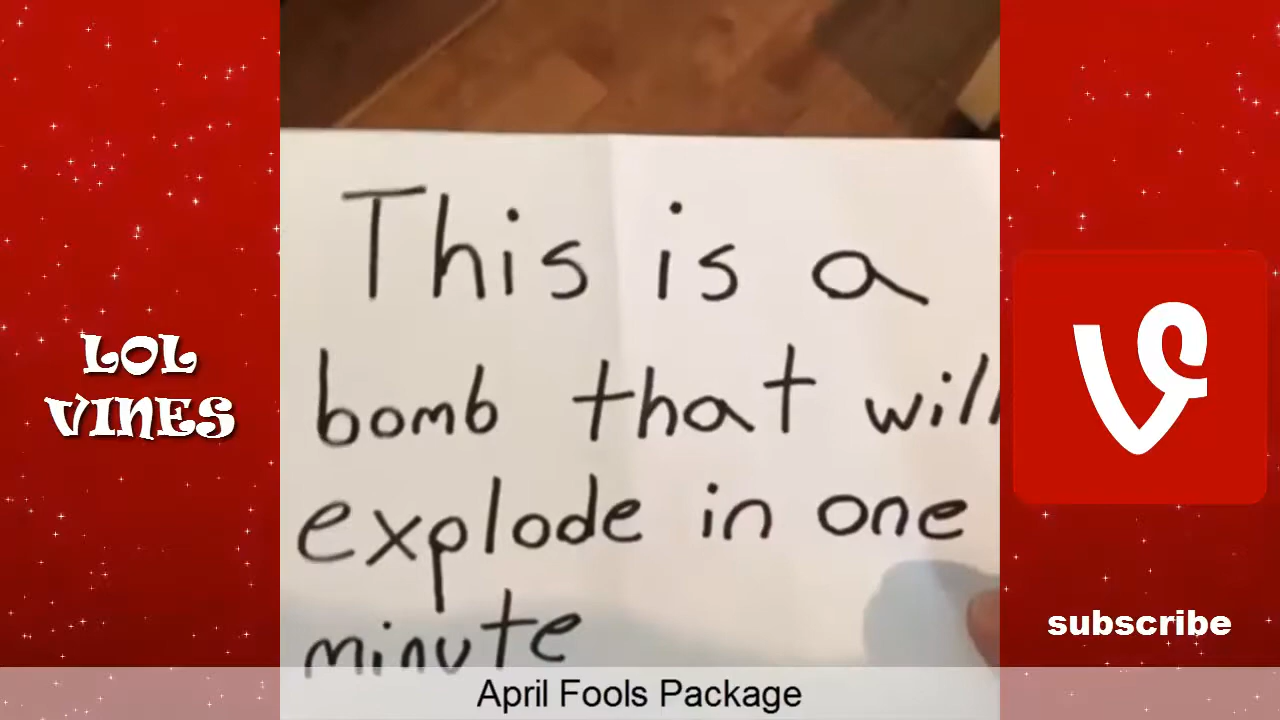 This is a
bomb that will
explode in one
minute
LOL
VINES
subscribe
April Fools Package